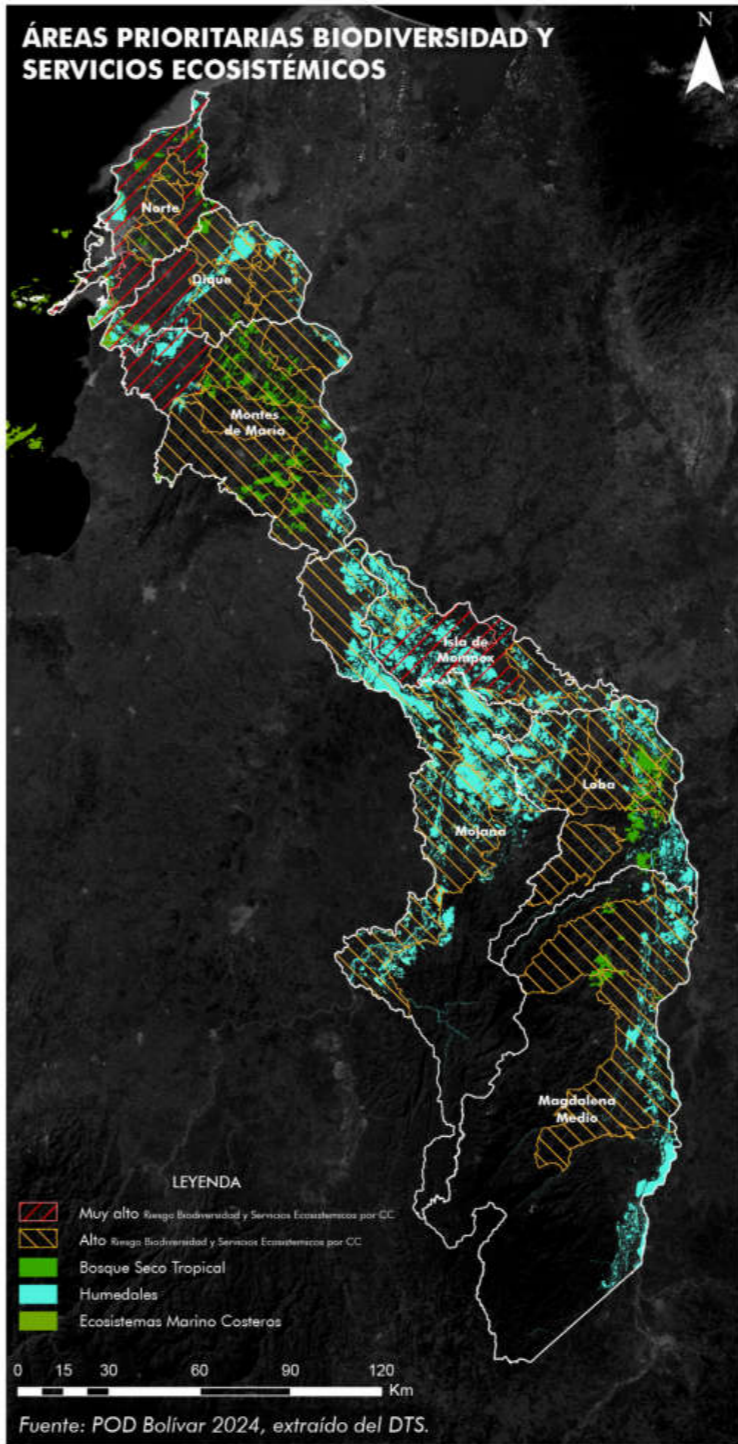 ÁREAS PRIORITARIAS BIODIVERSIDAD Y
SERVICIOS ECOSISTÉMICOS
N
Norte
Dique
Montes
de María
Isla de
Mompox
Loba
Mojana
Magdalena
Medio
LEYENDA
Muy alto Riesgo Biodiversidad y Servicios Ecosistemicos por CC
Alto Riesgo Biodiversidad y Servicios Ecosistemicos por CC
Bosque Seco Tropical
Humedales
Ecosistemas Marino Costeros
0 15 30 60 90 120
Km
Fuente: POD Bolívar 2024, extraído del DTS.